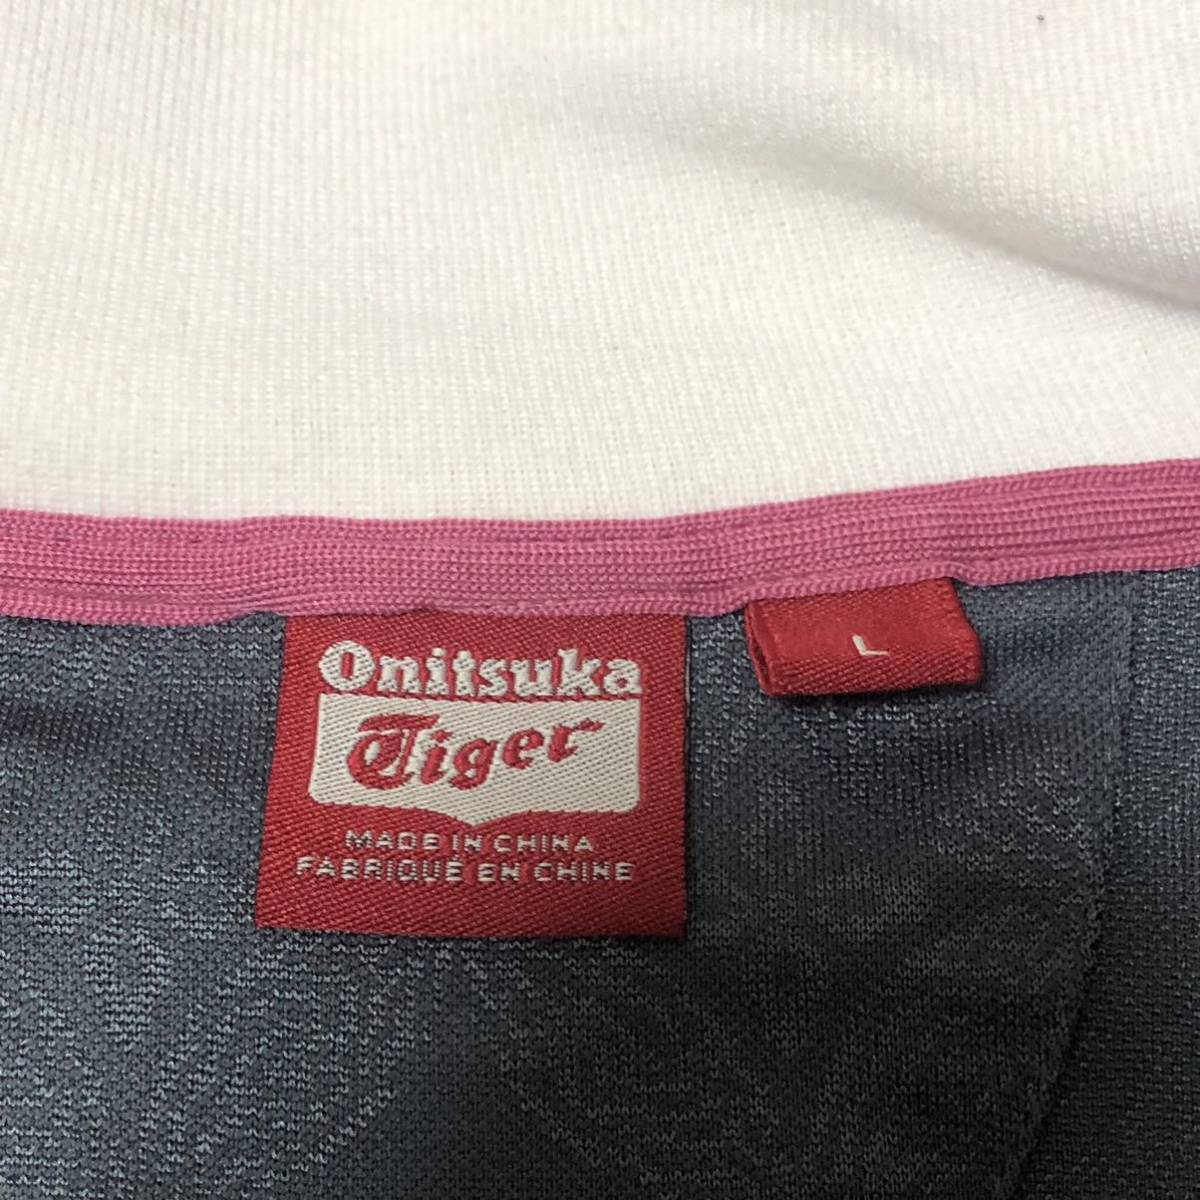 Onitsuka
Tiger
MADE IN CHINA
FABRIQUÉ EN CHINE
L